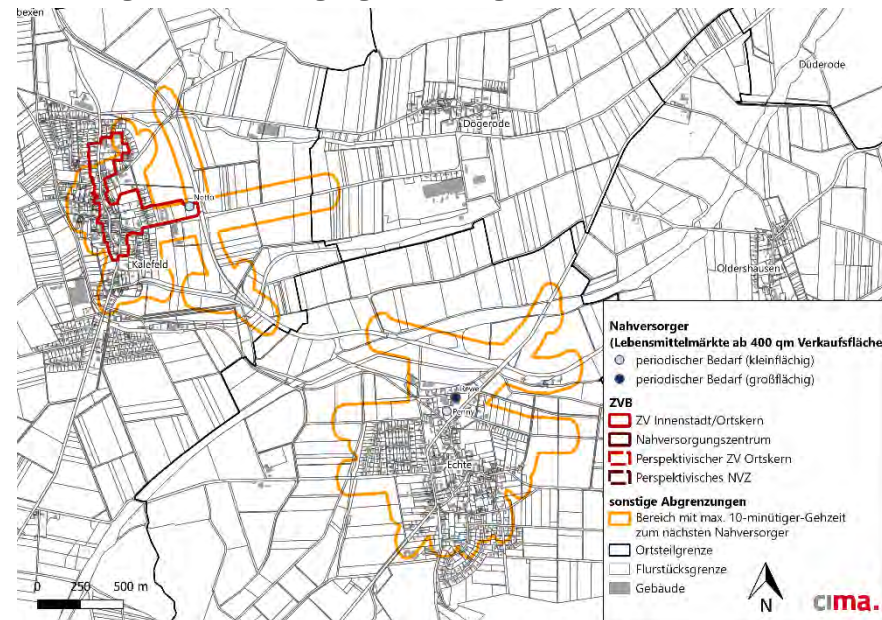 bexen
Düderode
Dögerode
Netto
Kalefeld
Oldershausen
Rewe
Penny
Echte
Nahversorger
(Lebensmittelmärkte ab 400 qm Verkaufsfläche
periodischer Bedarf (kleinflächig)
periodischer Bedarf (großflächig)
ZVB
ZV Innenstadt/Ortskern
Nahversorgungszentrum
Perspektivischer ZV Ortskern
Perspektivisches NVZ
sonstige Abgrenzungen
Bereich mit max. 10-minütiger-Gehzeit
zum nächsten Nahversorger
Ortsteilgrenze
Flurstücksgrenze
Gebäude
0 250 500 m
N
cima.